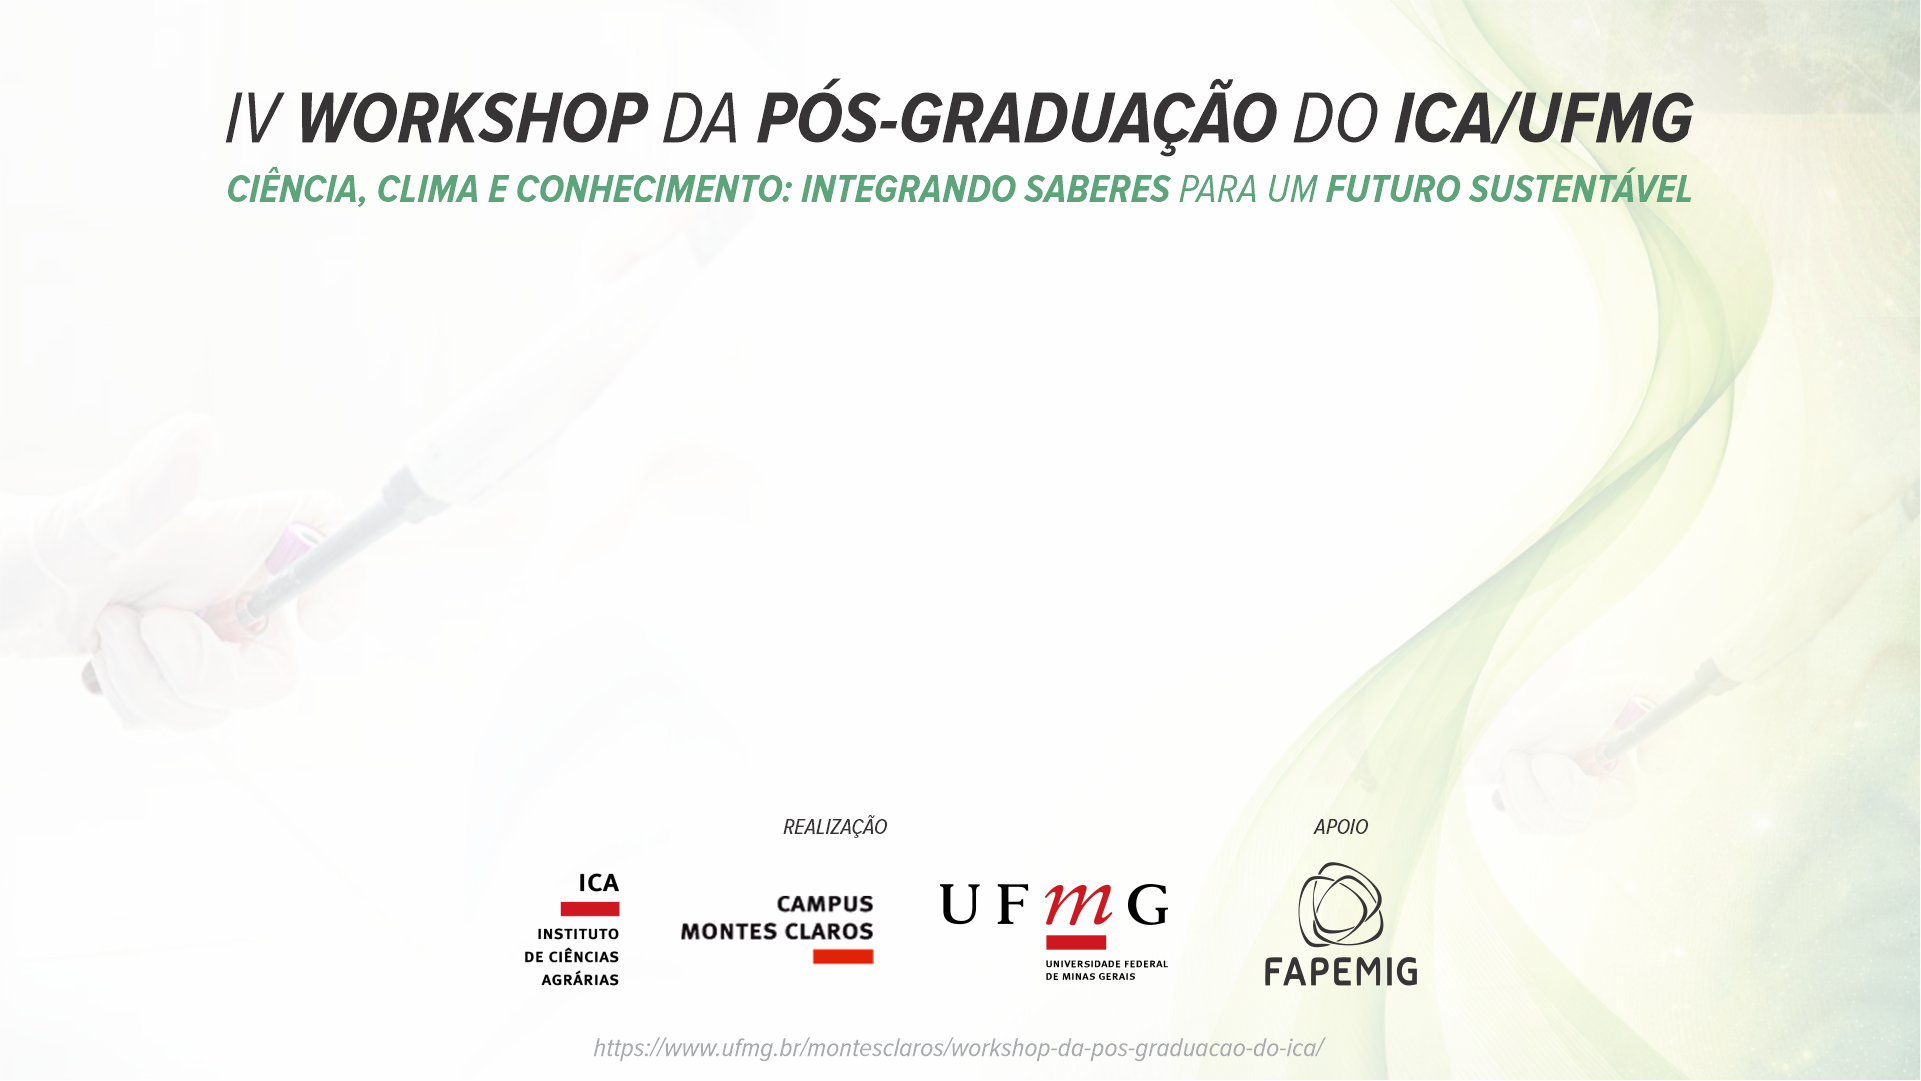 IV WORKSHOP DA PÓS-GRADUAÇÃO DO ICA/UFMG
CIÊNCIA, CLIMA E CONHECIMENTO: INTEGRANDO SABERES PARA UM FUTURO SUSTENTÁVEL
REALIZAÇÃO
ICA
INSTITUTO
DE CIÊNCIAS
AGRÁRIAS
CAMPUS
MONTES CLAROS
UFmG
UNIVERSIDADE FEDERAL
DE MINAS GERAIS
APOIO
FAPEMIG
https://www.ufmg.br/montesclaros/workshop-da-pos-graduacao-do-ica/